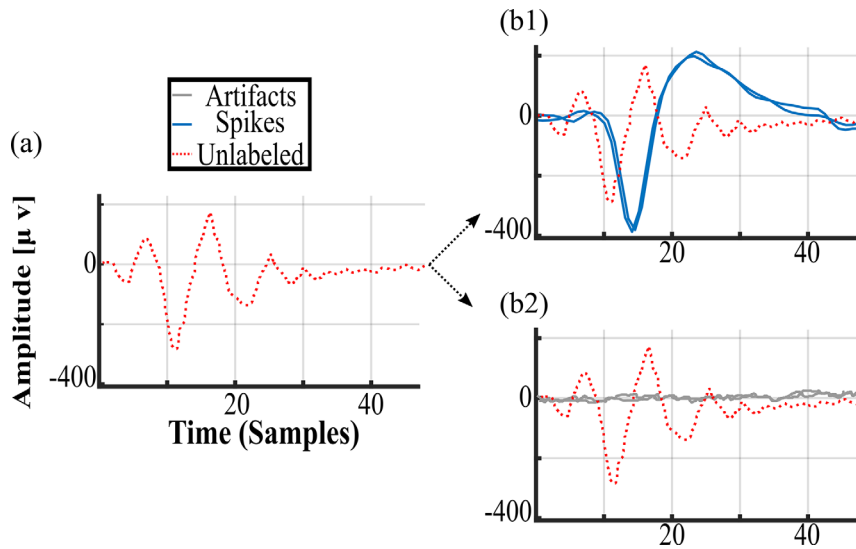 (a)
Artifacts
Spikes
Unlabeled
Amplitude [μ v]
0
-400
20
40
Time (Samples)
(b1)
0
-400
20
40
(b2)
0
-400
20
40